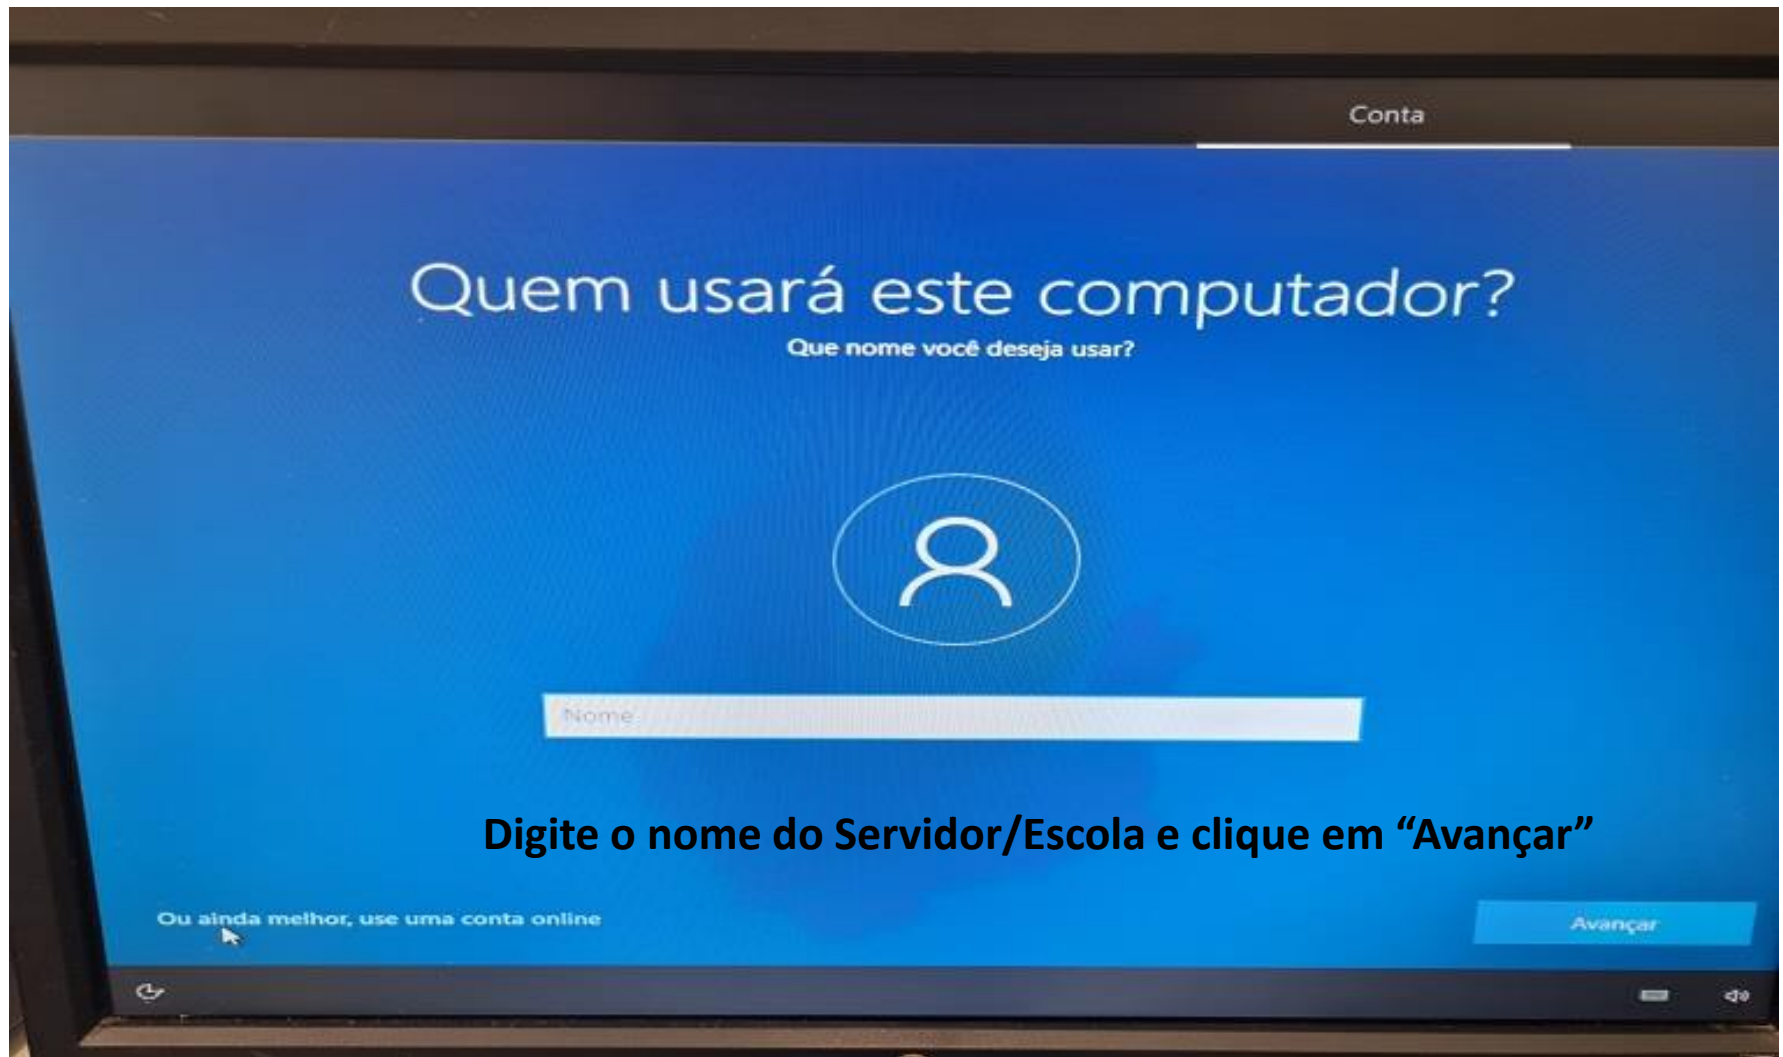 Conta
Quem usará este computador?
Que nome você deseja usar?
Nome
Digite o nome do Servidor/Escola e clique em “Avançar”
Ou ainda melhor, use uma conta online
Avançar